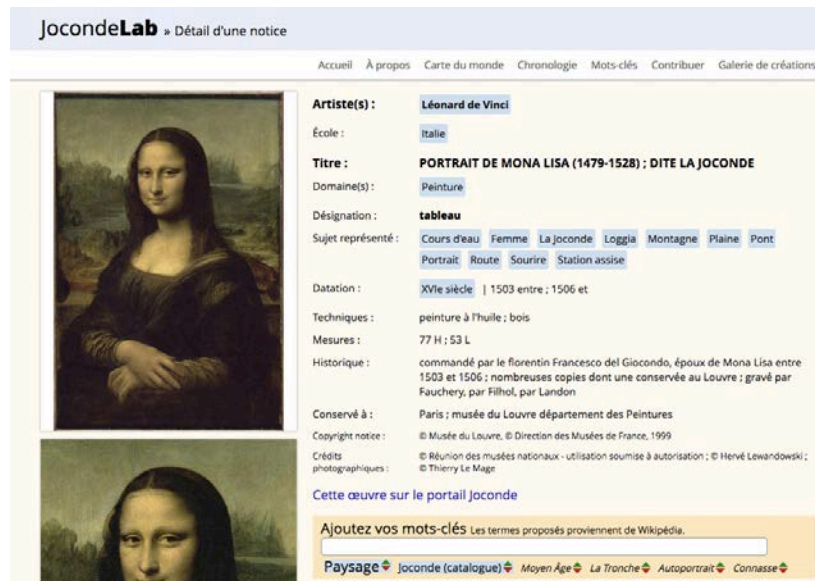 JocondeLab » Détail d'une notice
Accueil À propos Carte du monde Chronologie Mots-clés Contribuer Galerie de créations
Artiste(s) : Léonard de Vinci
École : Italie
Titre : PORTRAIT DE MONA LISA (1479-1528) ; DITE LA JOCONDE
Domaine(s) : Peinture
Désignation : tableau
Sujet représenté : Cours d'eau Femme La Joconde Loggia Montagne Plaine Pont
Portrait Route Sourire Station assise
Datation : XVIe siècle | 1503 entre ; 1506 et
Techniques : peinture à l'huile ; bois
Mesures : 77 H ; 53 L
Historique : commandé par le florentin Francesco del Giocondo, époux de Mona Lisa entre
1503 et 1506 ; nombreuses copies dont une conservée au Louvre ; gravé par
Fauchery, par Filhol, par Landon
Conservé à : Paris ; musée du Louvre département des Peintures
Copyright notice : © Musée du Louvre, © Direction des Musées de France, 1999
Crédits photographiques : © Réunion des musées nationaux - utilisation soumise à autorisation ; © Hervé Lewandowski ;
© Thierry Le Mage
Cette œuvre sur le portail Joconde
Ajoutez vos mots-clés Les termes proposés proviennent de Wikipédia.
Paysage Joconde (catalogue) Moyen Âge La Tronche Autoportrait Connasse